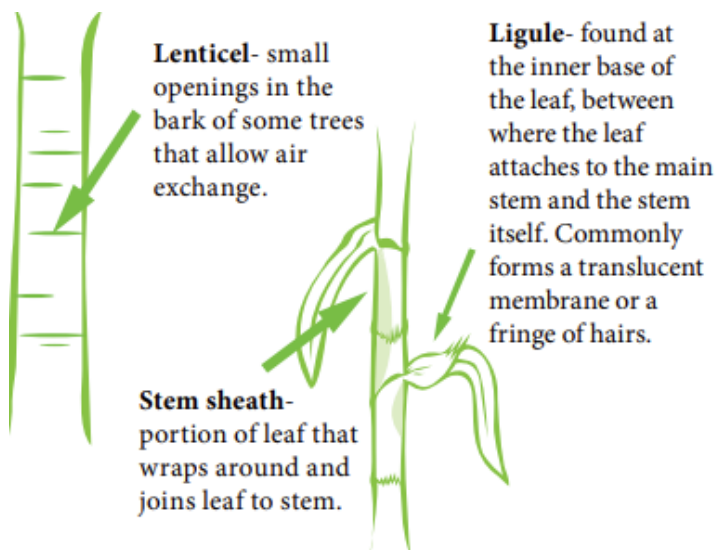 Lenticel- small
openings in the
bark of some trees
that allow air
exchange.
Ligule- found at
the inner base of
the leaf, between
where the leaf
attaches to the main
stem and the stem
itself. Commonly
forms a translucent
membrane or a
fringe of hairs.
Stem sheath-
portion of leaf that
wraps around and
joins leaf to stem.